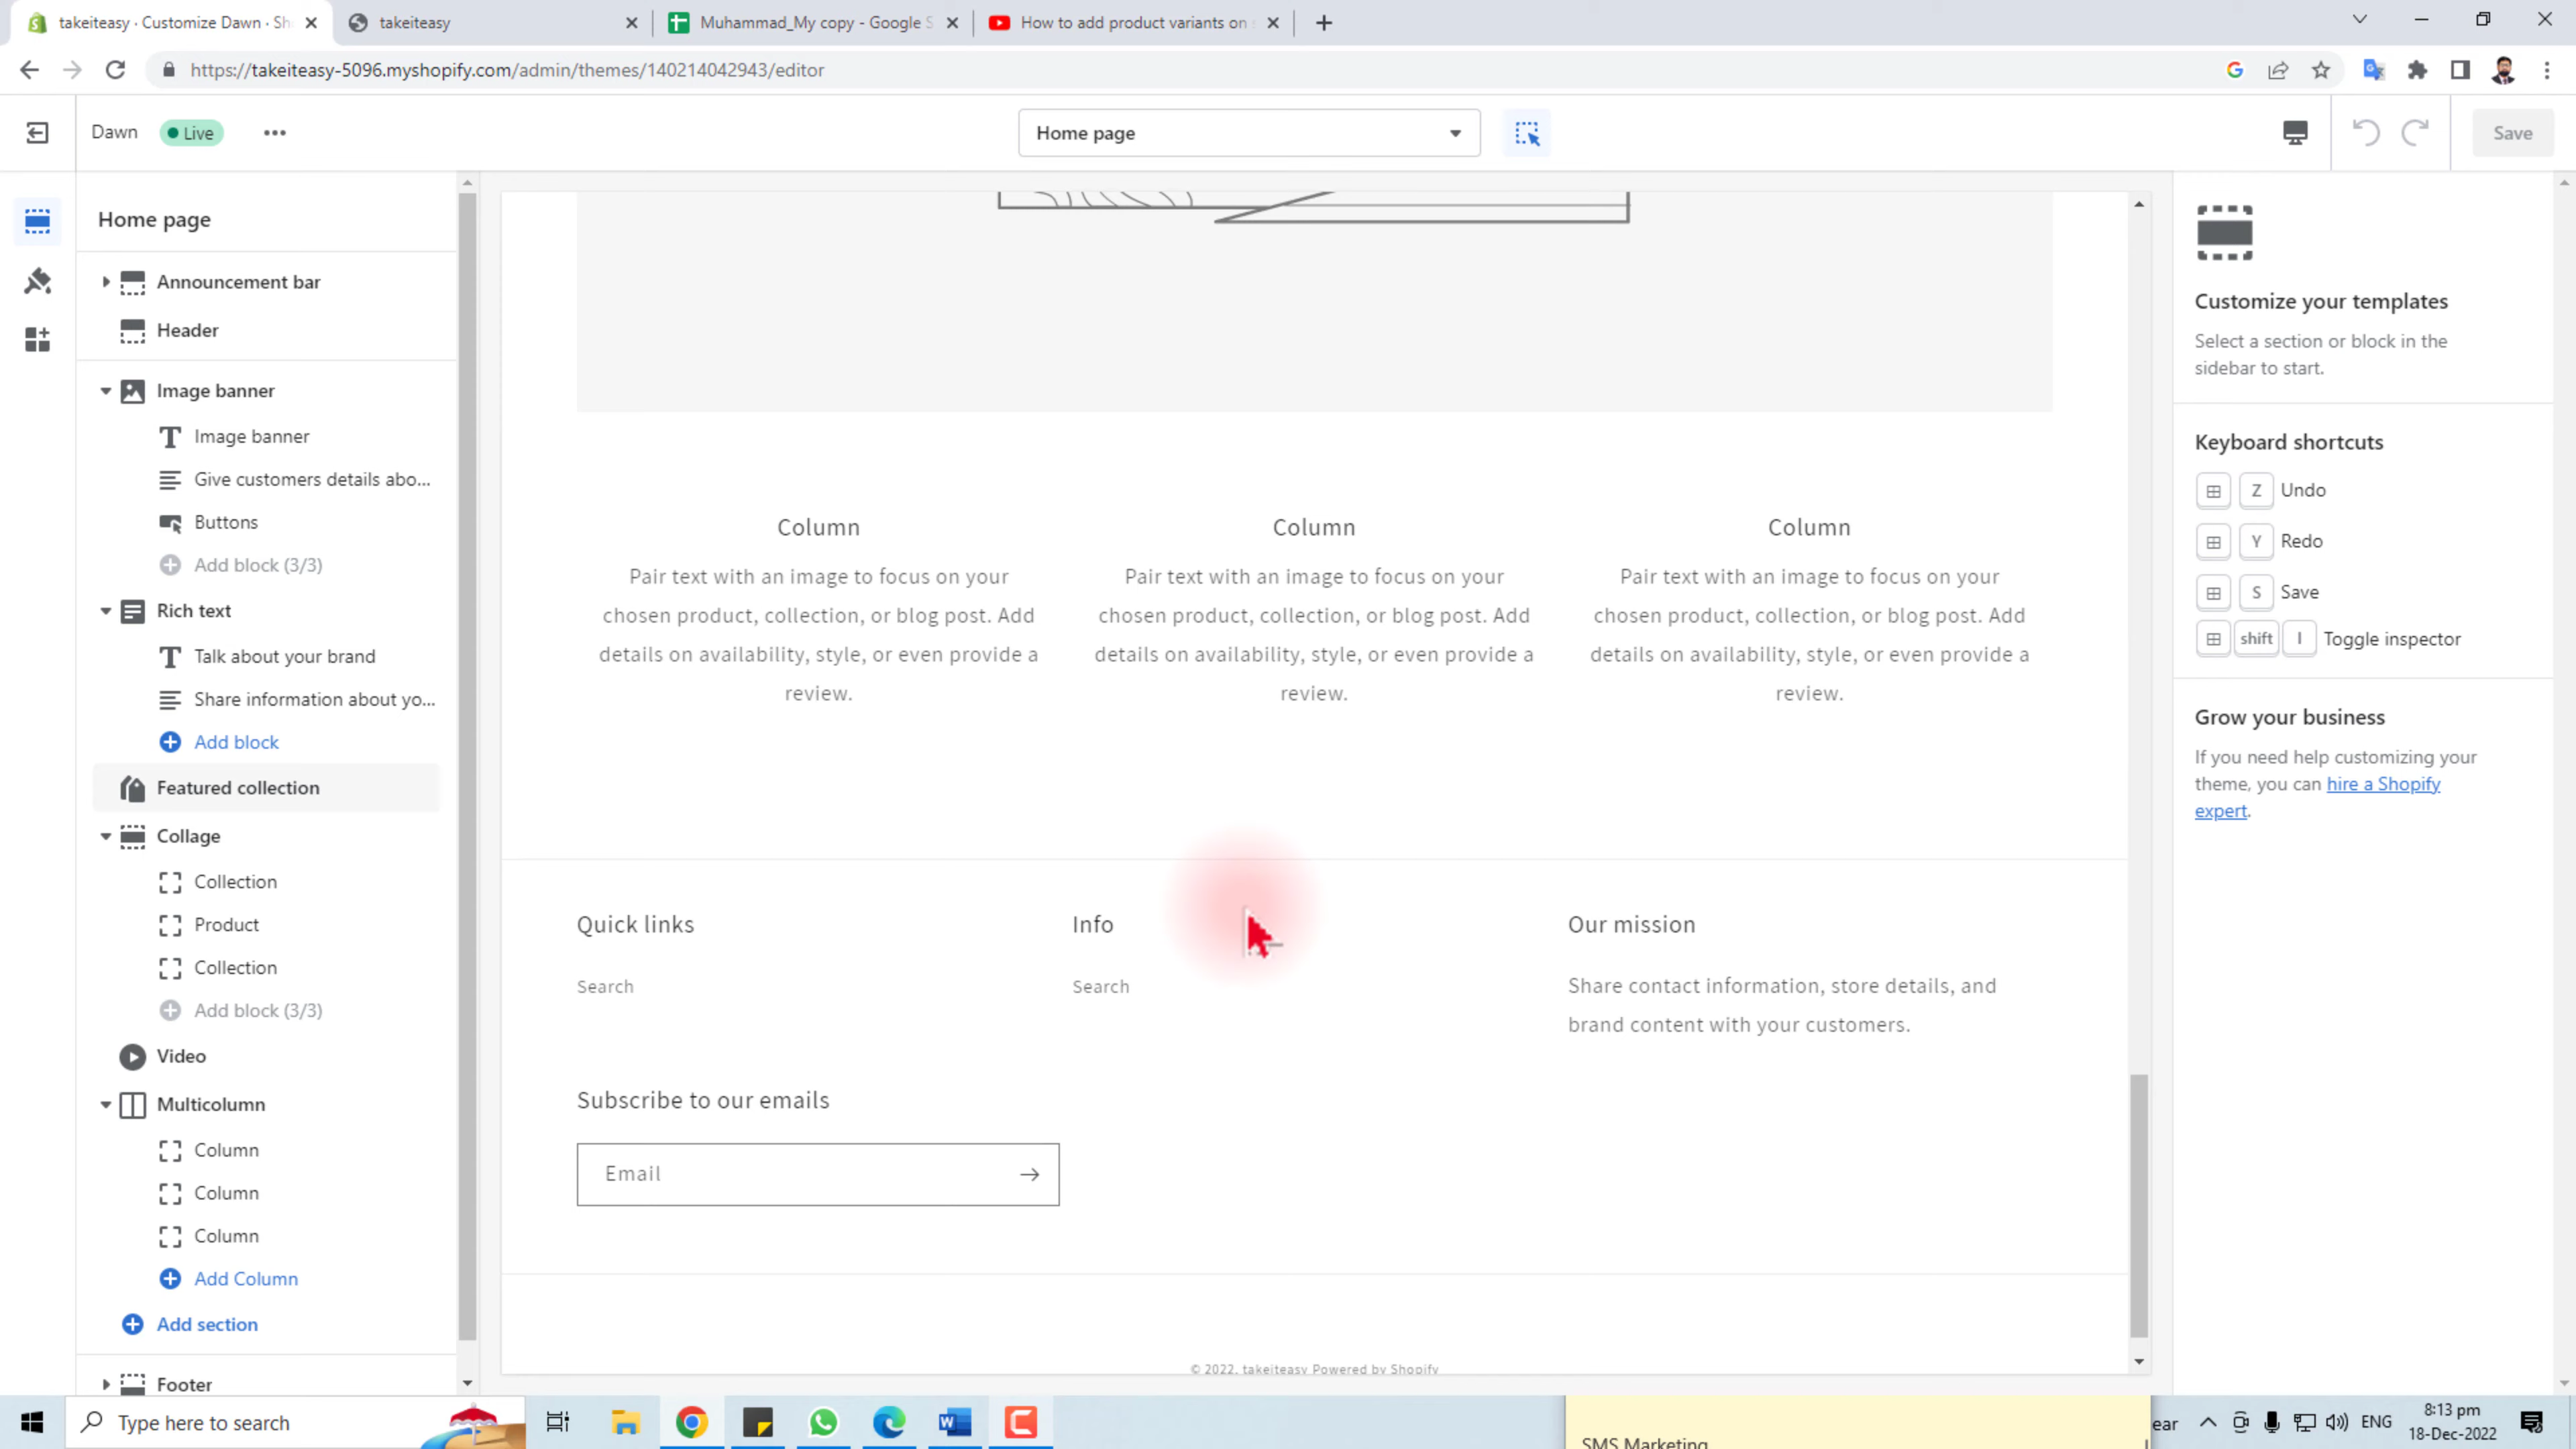 takeiteasy · Customize Dawn · Sh
takeiteasy
Muhammad_My copy - Google S
How to add product variants on
https://takeiteasy-5096.myshopify.com/admin/themes/140214042943/editor
Dawn
Live
Home page
Save
Home page
Announcement bar
Header
Image banner
Image banner
Give customers details abo...
Buttons
Add block (3/3)
Rich text
Talk about your brand
Share information about yo...
Add block
Featured collection
Collage
Collection
Product
Collection
Add block (3/3)
Video
Multicolumn
Column
Column
Column
Add Column
Add section
Footer
Column
Pair text with an image to focus on your
chosen product, collection, or blog post. Add
details on availability, style, or even provide a
review.
Column
Pair text with an image to focus on your
chosen product, collection, or blog post. Add
details on availability, style, or even provide a
review.
Column
Pair text with an image to focus on your
chosen product, collection, or blog post. Add
details on availability, style, or even provide a
review.
Quick links
Search
Info
Search
Our mission
Share contact information, store details, and
brand content with your customers.
Subscribe to our emails
Email
© 2022, takeiteasy Powered by Shopify
Customize your templates
Select a section or block in the
sidebar to start.
Keyboard shortcuts
Z Undo
Y Redo
S Save
shift I Toggle inspector
Grow your business
If you need help customizing your
theme, you can hire a Shopify
expert.
Type here to search
SMS Marketing
ear
ENG
8:13 pm
18-Dec-2022